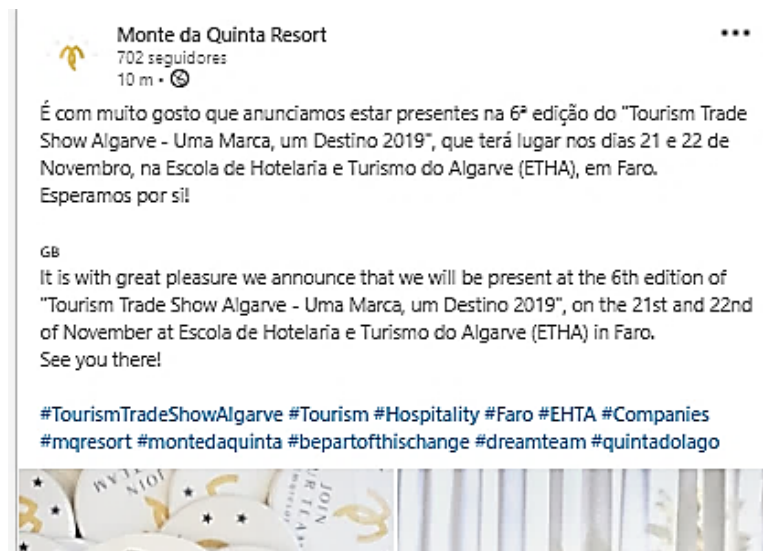 Monte da Quinta Resort
702 seguidores
10 m •
É com muito gosto que anunciamos estar presentes na 6ª edição do "Tourism Trade
Show Algarve - Uma Marca, um Destino 2019", que terá lugar nos dias 21 e 22 de
Novembro, na Escola de Hotelaria e Turismo do Algarve (ETHA), em Faro.
Esperamos por si!
GB
It is with great pleasure we announce that we will be present at the 6th edition of
"Tourism Trade Show Algarve - Uma Marca, um Destino 2019", on the 21st and 22nd
of November at Escola de Hotelaria e Turismo do Algarve (ETHA) in Faro.
See you there!
#TourismTradeShowAlgarve #Tourism #Hospitality #Faro #EHTA #Companies
#mqresort #montedaquinta #bepartofthischange #dreamteam #quintadolago
JOIN
TEAM
JOIN